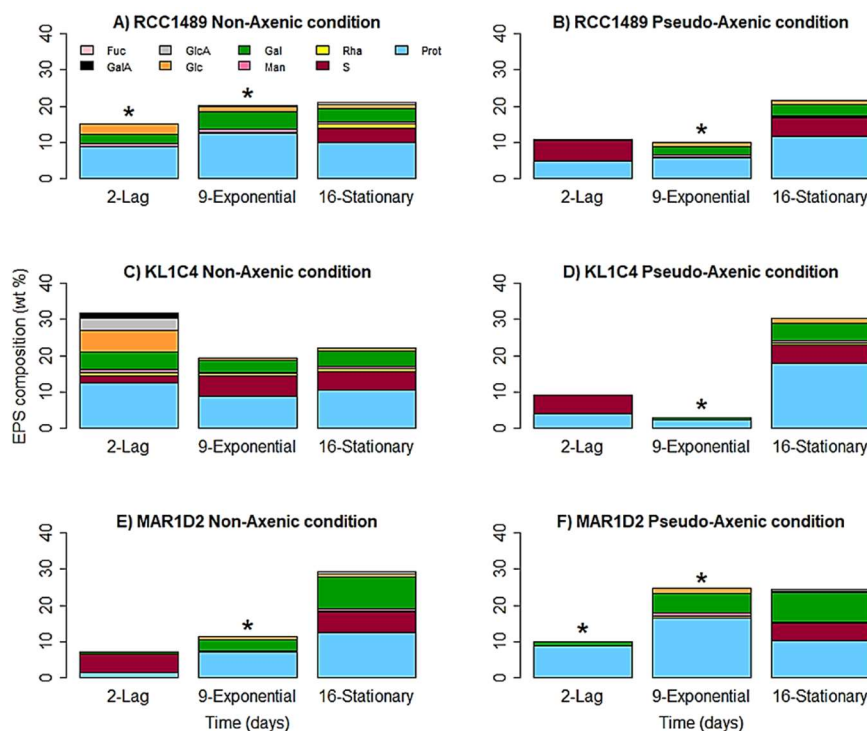 A) RCC1489 Non-Axenic condition
40
30
20
10
0
Fuc GlcA Gal Rha Prot
GalA Glc Man S
* *
2-Lag 9-Exponential 16-Stationary
B) RCC1489 Pseudo-Axenic condition
40
30
20
10
0
*
2-Lag 9-Exponential 16-Stationary
EPS composition (wt %)
C) KL1C4 Non-Axenic condition
40
30
20
10
0
2-Lag 9-Exponential 16-Stationary
D) KL1C4 Pseudo-Axenic condition
40
30
20
10
0
*
2-Lag 9-Exponential 16-Stationary
E) MAR1D2 Non-Axenic condition
40
30
20
10
0
*
2-Lag 9-Exponential 16-Stationary
Time (days)
F) MAR1D2 Pseudo-Axenic condition
40
30
20
10
0
* *
2-Lag 9-Exponential 16-Stationary
Time (days)